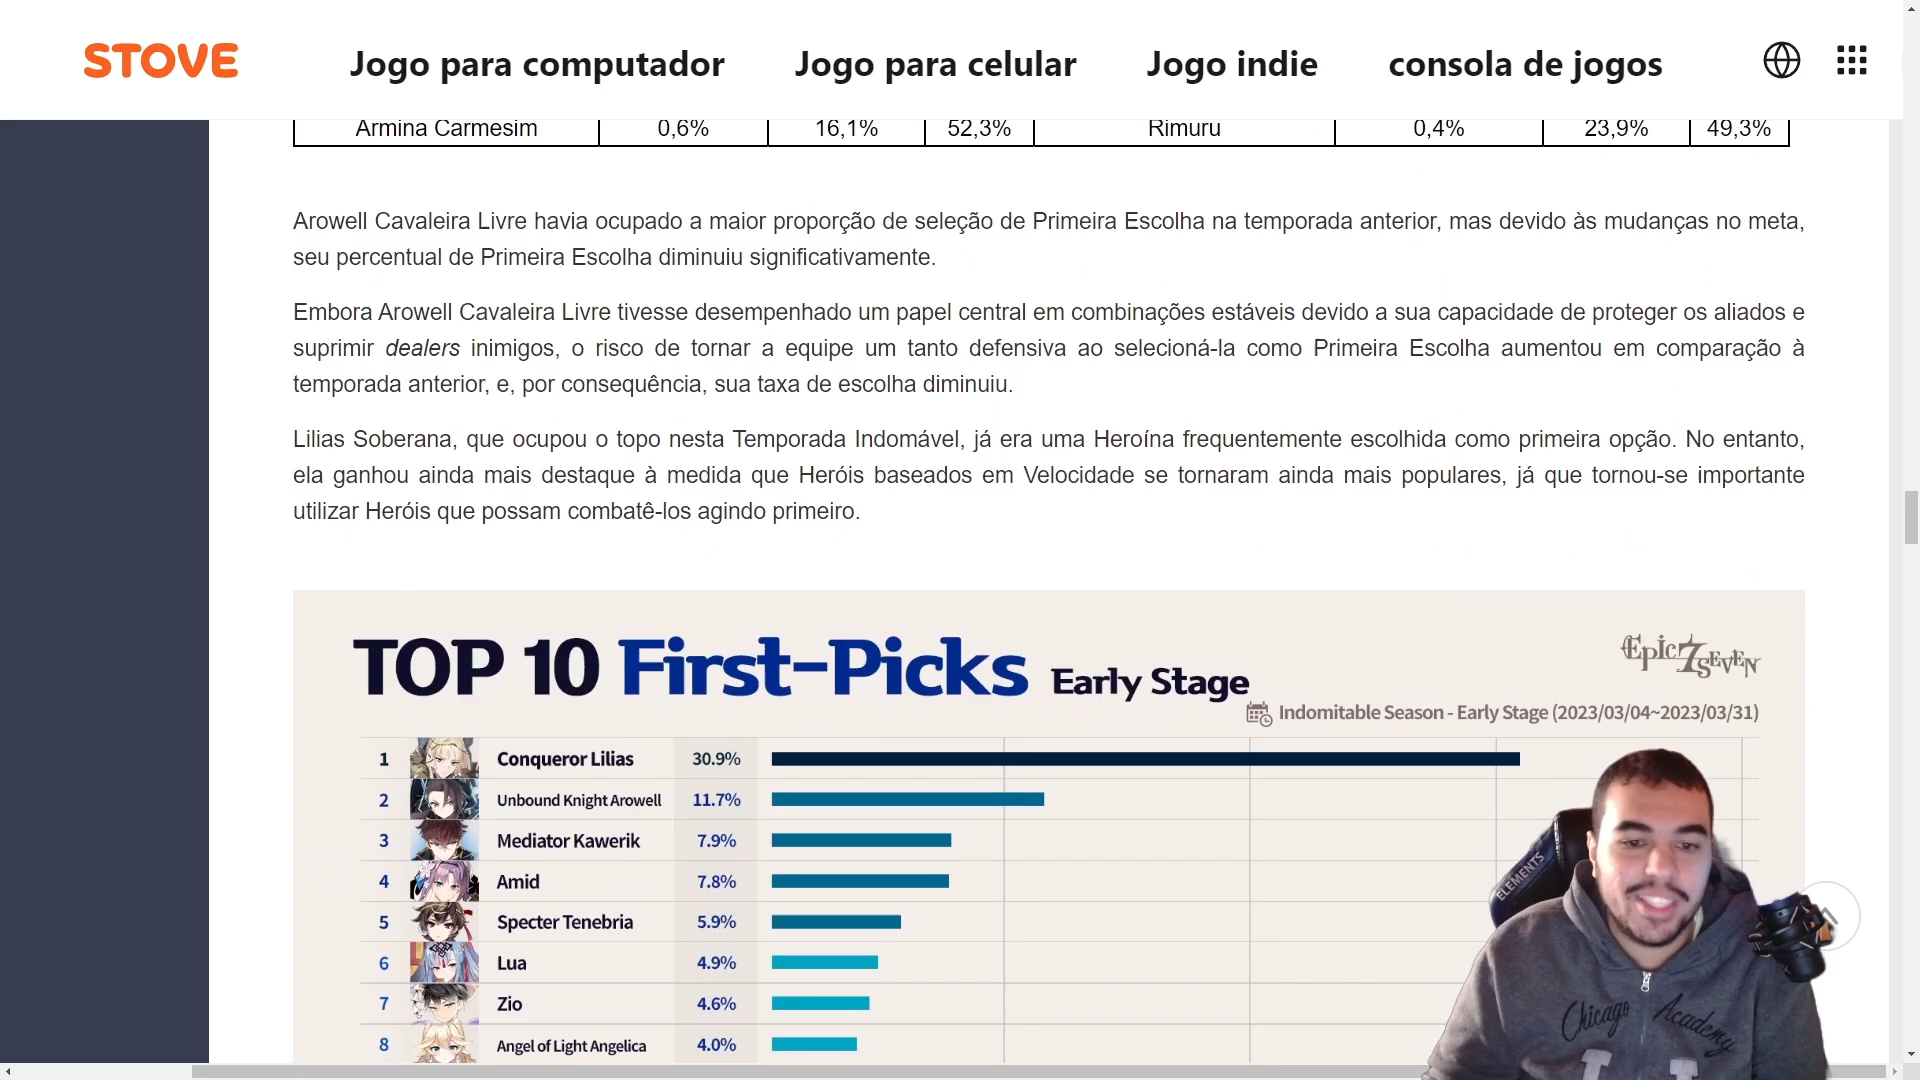 STOVE
Jogo para computador
Jogo para celular
Jogo indie
consola de jogos
Armina Carmesim 0,6% 16,1% 52,3% Rimuru 0,4% 23,9% 49,3%
Arowell Cavaleira Livre havia ocupado a maior proporção de seleção de Primeira Escolha na temporada anterior, mas devido às mudanças no meta,
seu percentual de Primeira Escolha diminuiu significativamente.
Embora Arowell Cavaleira Livre tivesse desempenhado um papel central em combinações estáveis devido a sua capacidade de proteger os aliados e
suprimir dealers inimigos, o risco de tornar a equipe um tanto defensiva ao selecioná-la como Primeira Escolha aumentou em comparação à
temporada anterior, e, por consequência, sua taxa de escolha diminuiu.
Lilias Soberana, que ocupou o topo nesta Temporada Indomável, já era uma Heroína frequentemente escolhida como primeira opção. No entanto,
ela ganhou ainda mais destaque à medida que Heróis baseados em Velocidade se tornaram ainda mais populares, já que tornou-se importante
utilizar Heróis que possam combatê-los agindo primeiro.
TOP 10 First-Picks Early Stage
Epic SEVEN
Indomitable Season - Early Stage (2023/03/04~2023/03/31)
1 Conqueror Lilias 30.9%
2 Unbound Knight Arowell 11.7%
3 Mediator Kawerik 7.9%
4 Amid 7.8%
5 Specter Tenebria 5.9%
6 Lua 4.9%
7 Zio 4.6%
8 Angel of Light Angelica 4.0%
ELEMENTS
Chicago Academy